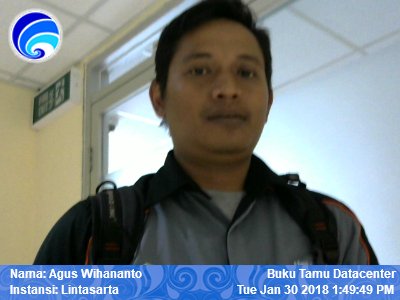 Nama: Agus Wihananto
Buku Tamu Datacenter
Instansi: Lintasarta
Tue Jan 30 2018 1:49:49 PM